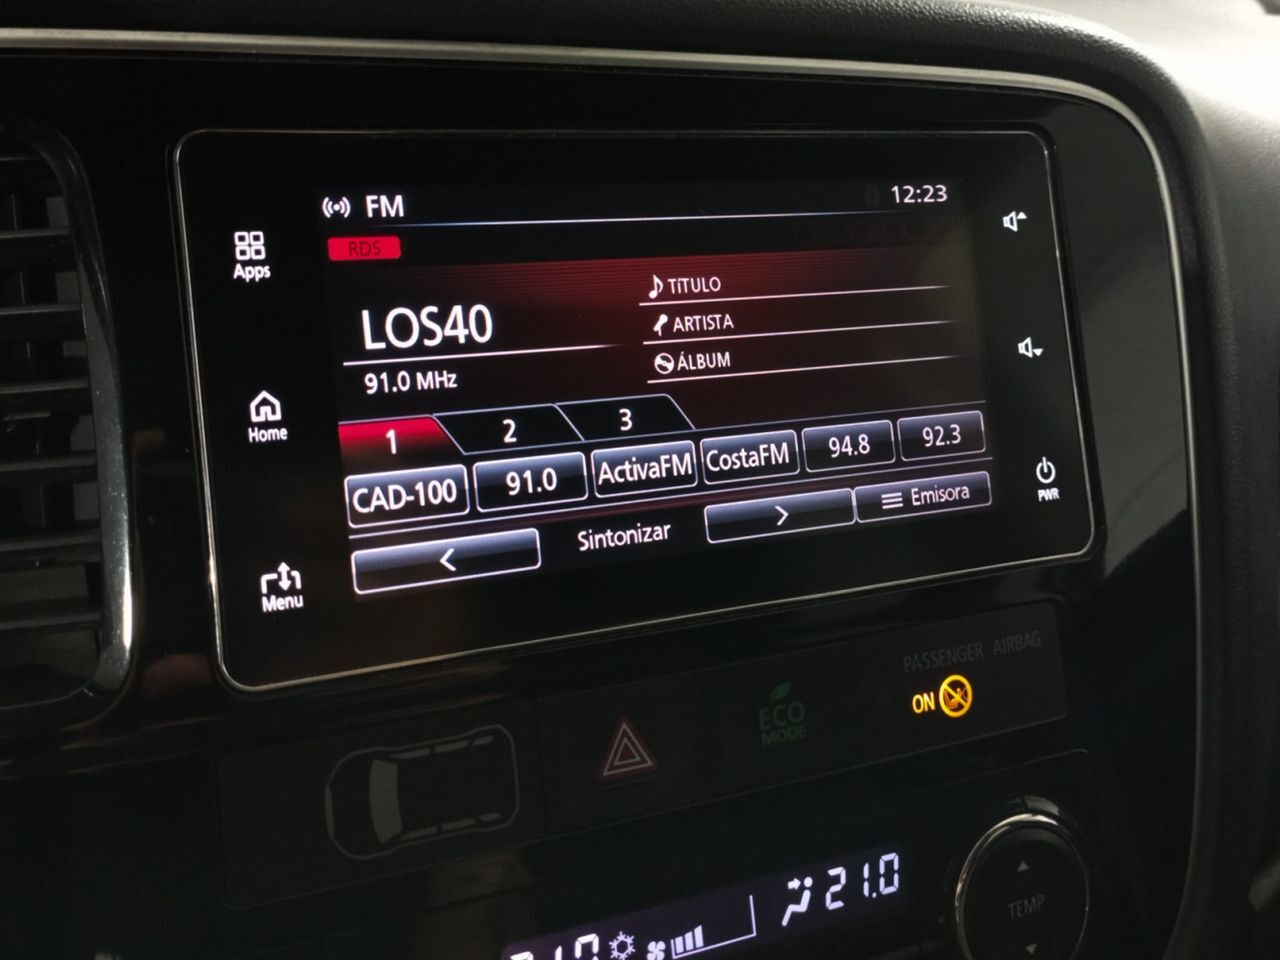 FM
12:23
RDS
Apps
LOS40
TÍTULO
ARTISTA
ÁLBUM
91.0 MHz
Home
1 2 3
CAD-100 91.0 ActivaFM CostaFM 94.8 92.3
< Sintonizar > Emisora
PWR
Menu
PASSENGER AIRBAG
ON
ECO
MODE
21.0
TEMP